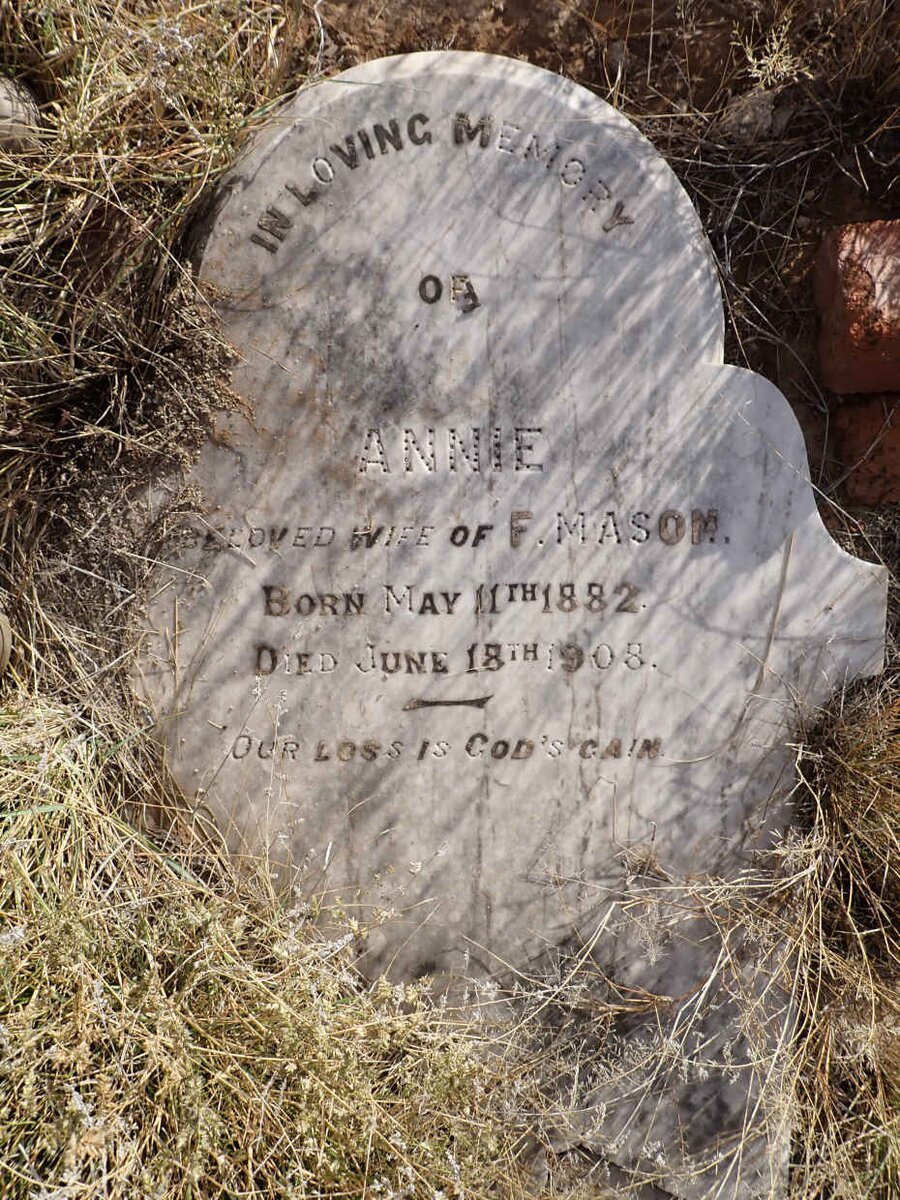 IN LOVING MEMORY
OF
ANNIE
BELOVED WIFE OF F. MASON.
BORN MAY 11TH 1882.
DIED JUNE 18TH 1908.
OUR LOSS IS GOD'S GAIN.